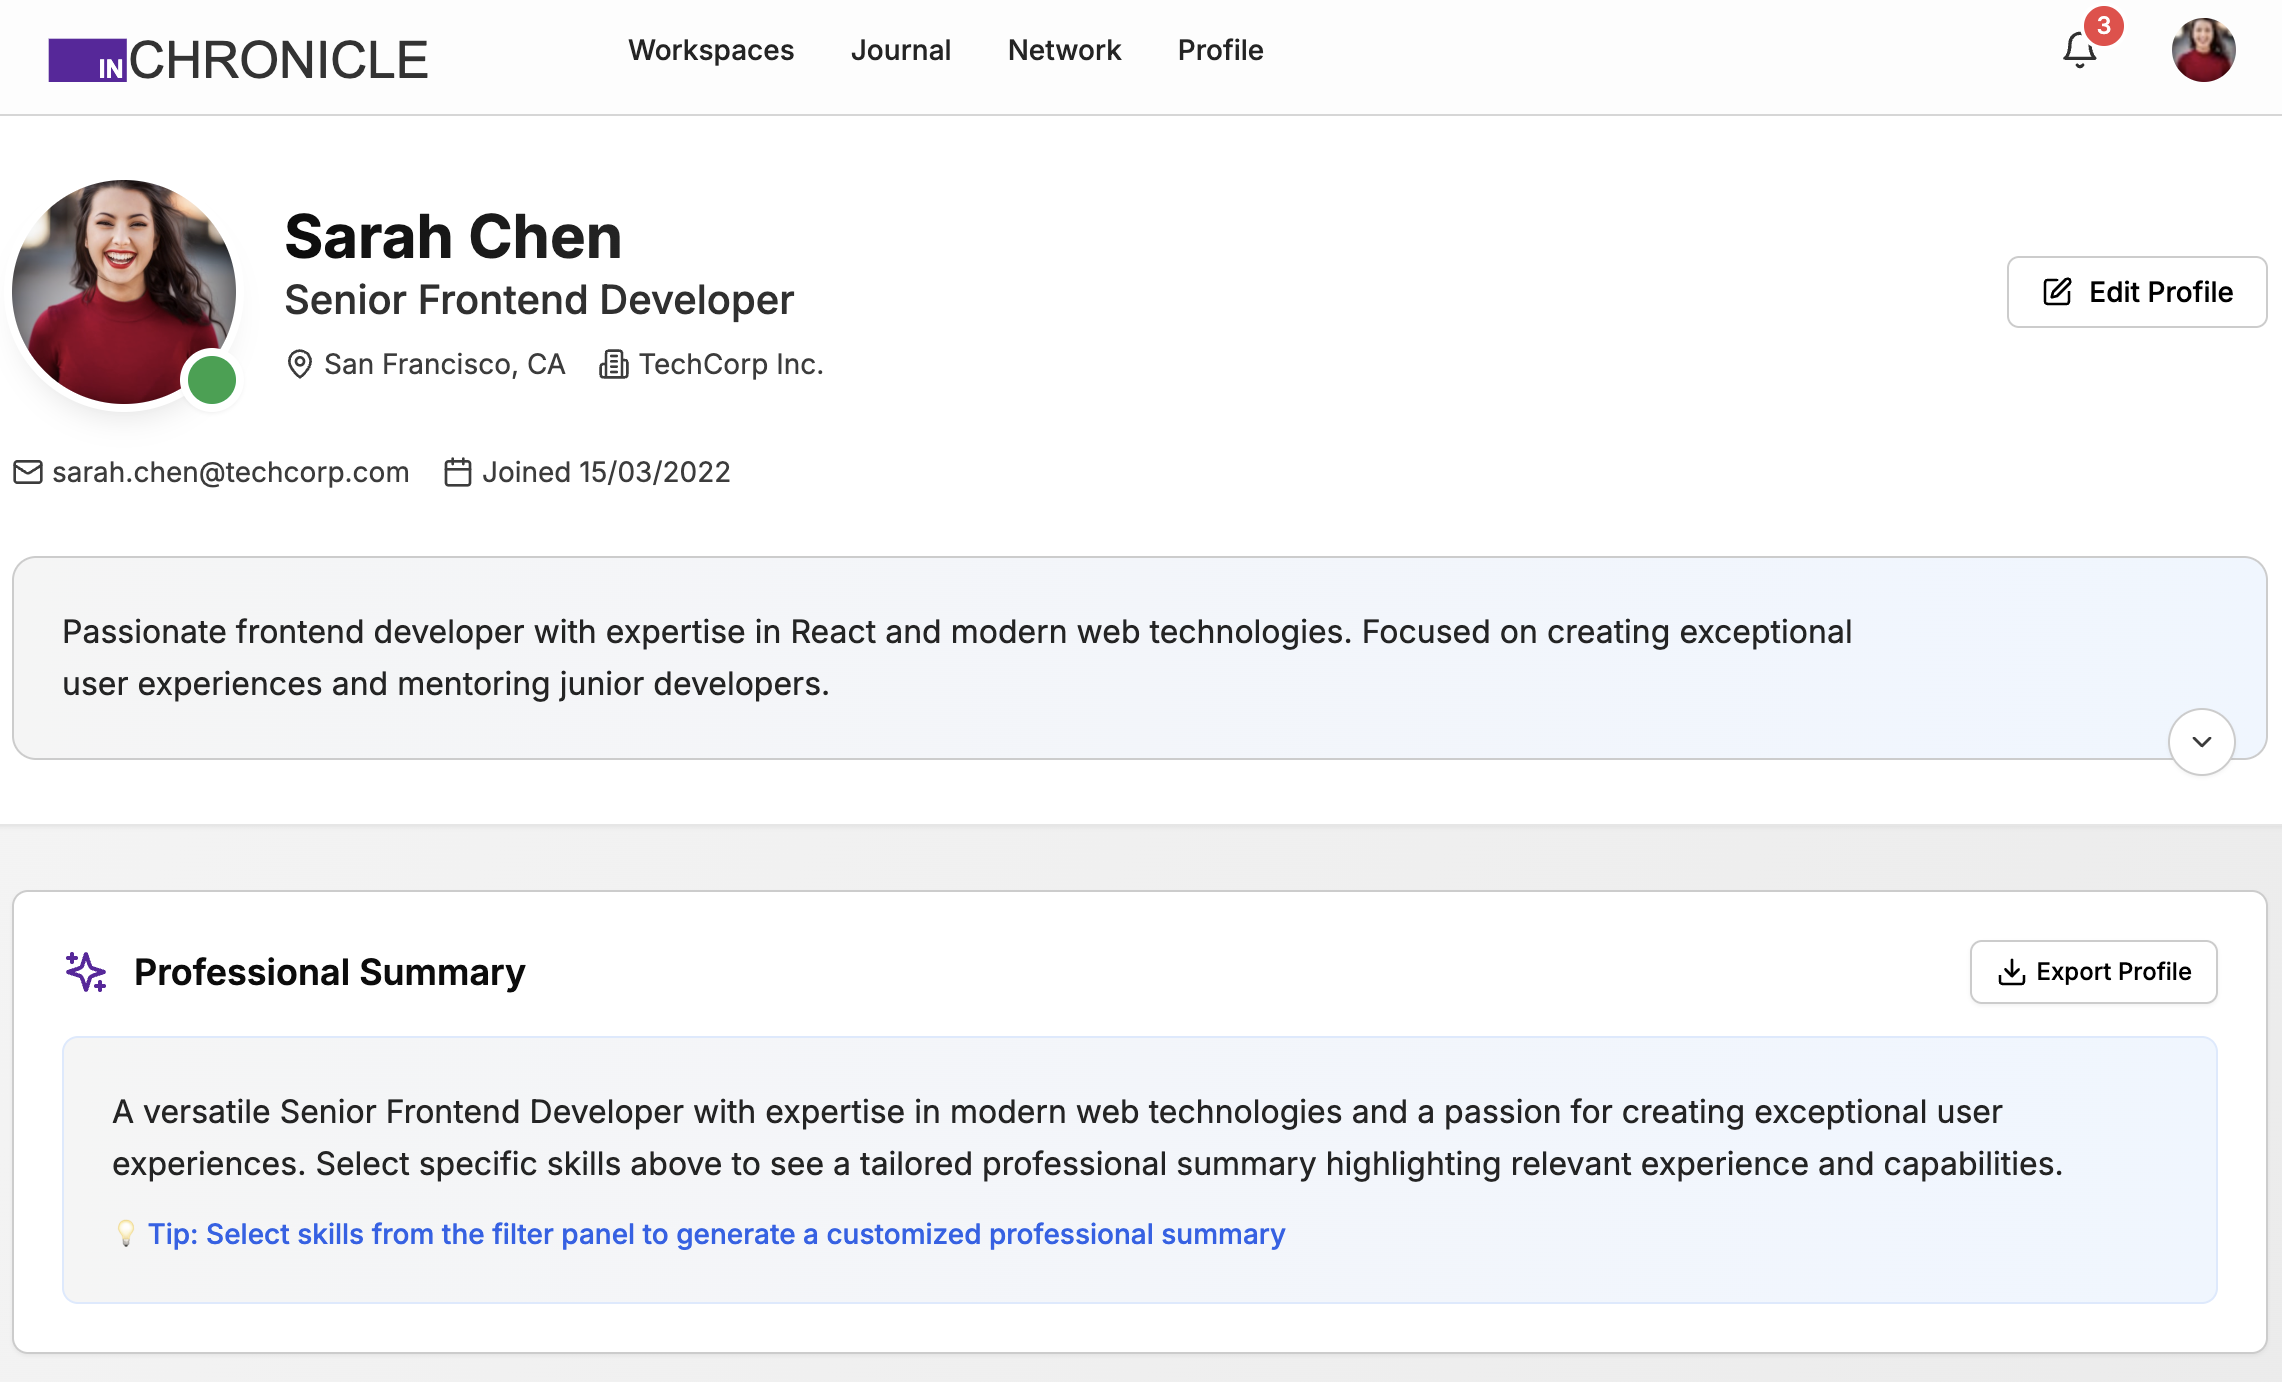 INCHRONICLE
Workspaces Journal Network Profile
3
Sarah Chen
Senior Frontend Developer
San Francisco, CA TechCorp Inc.
Edit Profile
sarah.chen@techcorp.com Joined 15/03/2022
Passionate frontend developer with expertise in React and modern web technologies. Focused on creating exceptional
user experiences and mentoring junior developers.
Professional Summary
Export Profile
A versatile Senior Frontend Developer with expertise in modern web technologies and a passion for creating exceptional user
experiences. Select specific skills above to see a tailored professional summary highlighting relevant experience and capabilities.
💡 Tip: Select skills from the filter panel to generate a customized professional summary